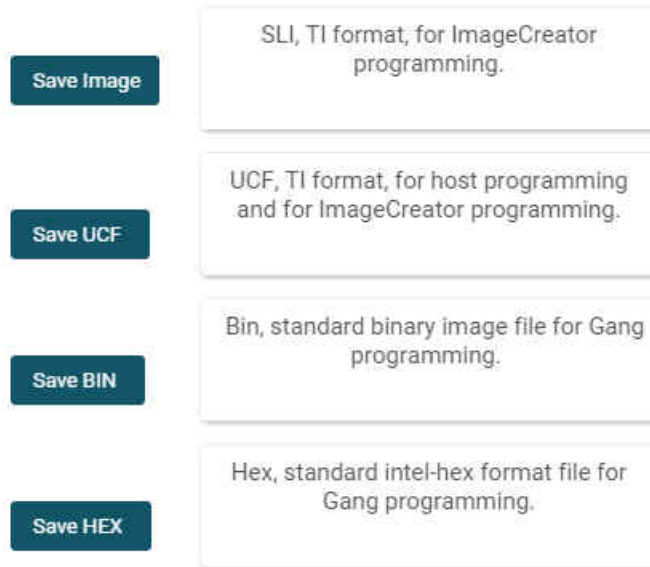 SLI, TI format, for ImageCreator
programming.
Save Image
UCF, TI format, for host programming
and for ImageCreator programming.
Save UCF
Bin, standard binary image file for Gang
programming.
Save BIN
Hex, standard intel-hex format file for
Gang programming.
Save HEX